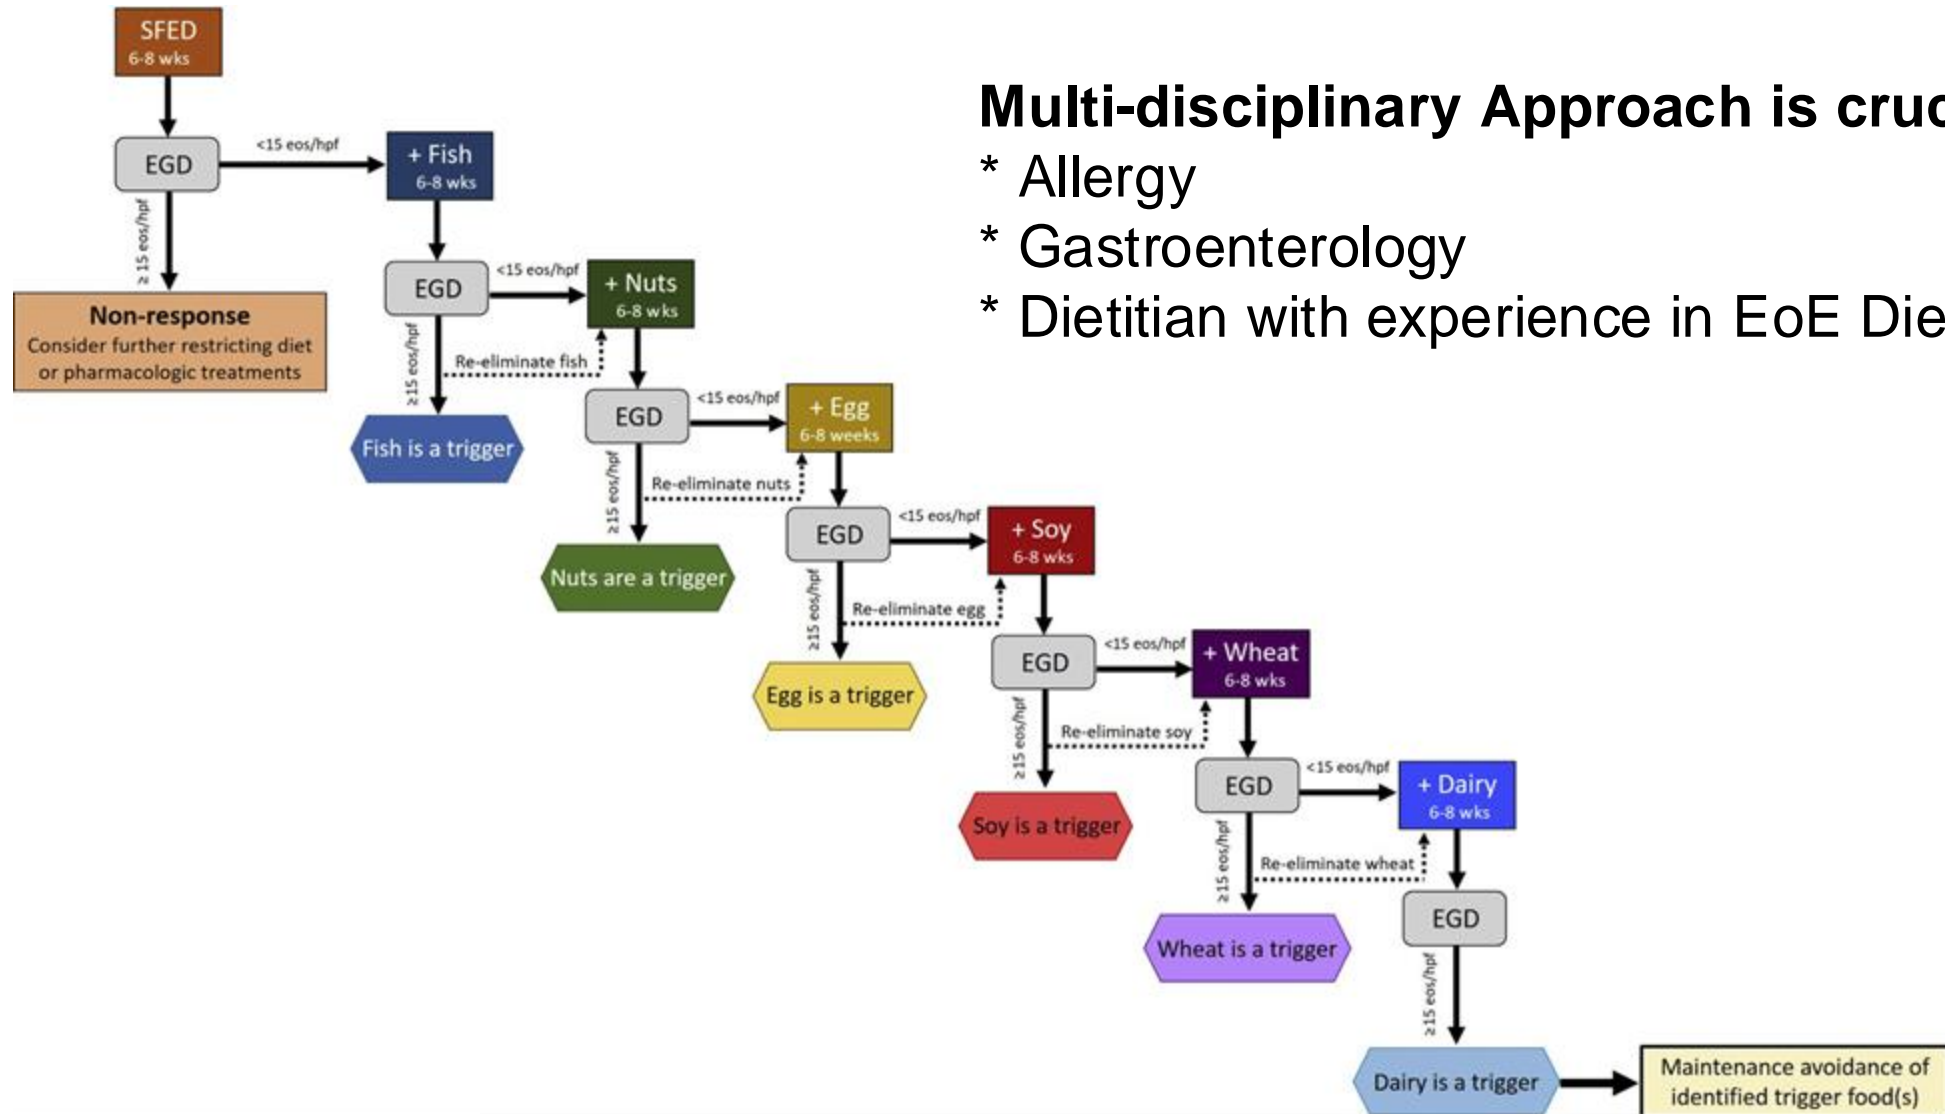 SFED
6-8 wks
EGD
<15 eos/hpf
≥ 15 eos/hpf
Non-response
Consider further restricting diet
or pharmacologic treatments
+ Fish
6-8 wks
EGD
<15 eos/hpf
≥15 eos/hpf
Re-eliminate fish
Fish is a trigger
+ Nuts
6-8 wks
EGD
<15 eos/hpf
≥15 eos/hpf
Re-eliminate nuts
Nuts are a trigger
+ Egg
6-8 weeks
EGD
<15 eos/hpf
≥15 eos/hpf
Re-eliminate egg
Egg is a trigger
+ Soy
6-8 wks
EGD
<15 eos/hpf
≥15 eos/hpf
Re-eliminate soy
Soy is a trigger
+ Wheat
6-8 wks
EGD
<15 eos/hpf
≥15 eos/hpf
Re-eliminate wheat
Wheat is a trigger
+ Dairy
6-8 wks
EGD
≥15 eos/hpf
Dairy is a trigger
Maintenance avoidance of
identified trigger food(s)
Multi-disciplinary Approach is cruc
* Allergy
* Gastroenterology
* Dietitian with experience in EoE Die